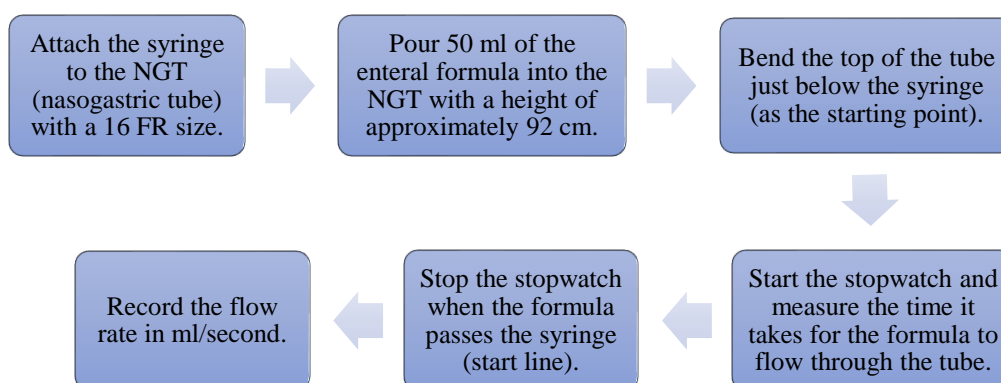 Attach the syringe
to the NGT
(nasogastric tube)
with a 16 FR size.
Pour 50 ml of the
enteral formula into the
NGT with a height of
approximately 92 cm.
Bend the top of the tube
just below the syringe
(as the starting point).
Start the stopwatch and
measure the time it
takes for the formula to
flow through the tube.
Stop the stopwatch
when the formula
passes the syringe
(start line).
Record the flow
rate in ml/second.